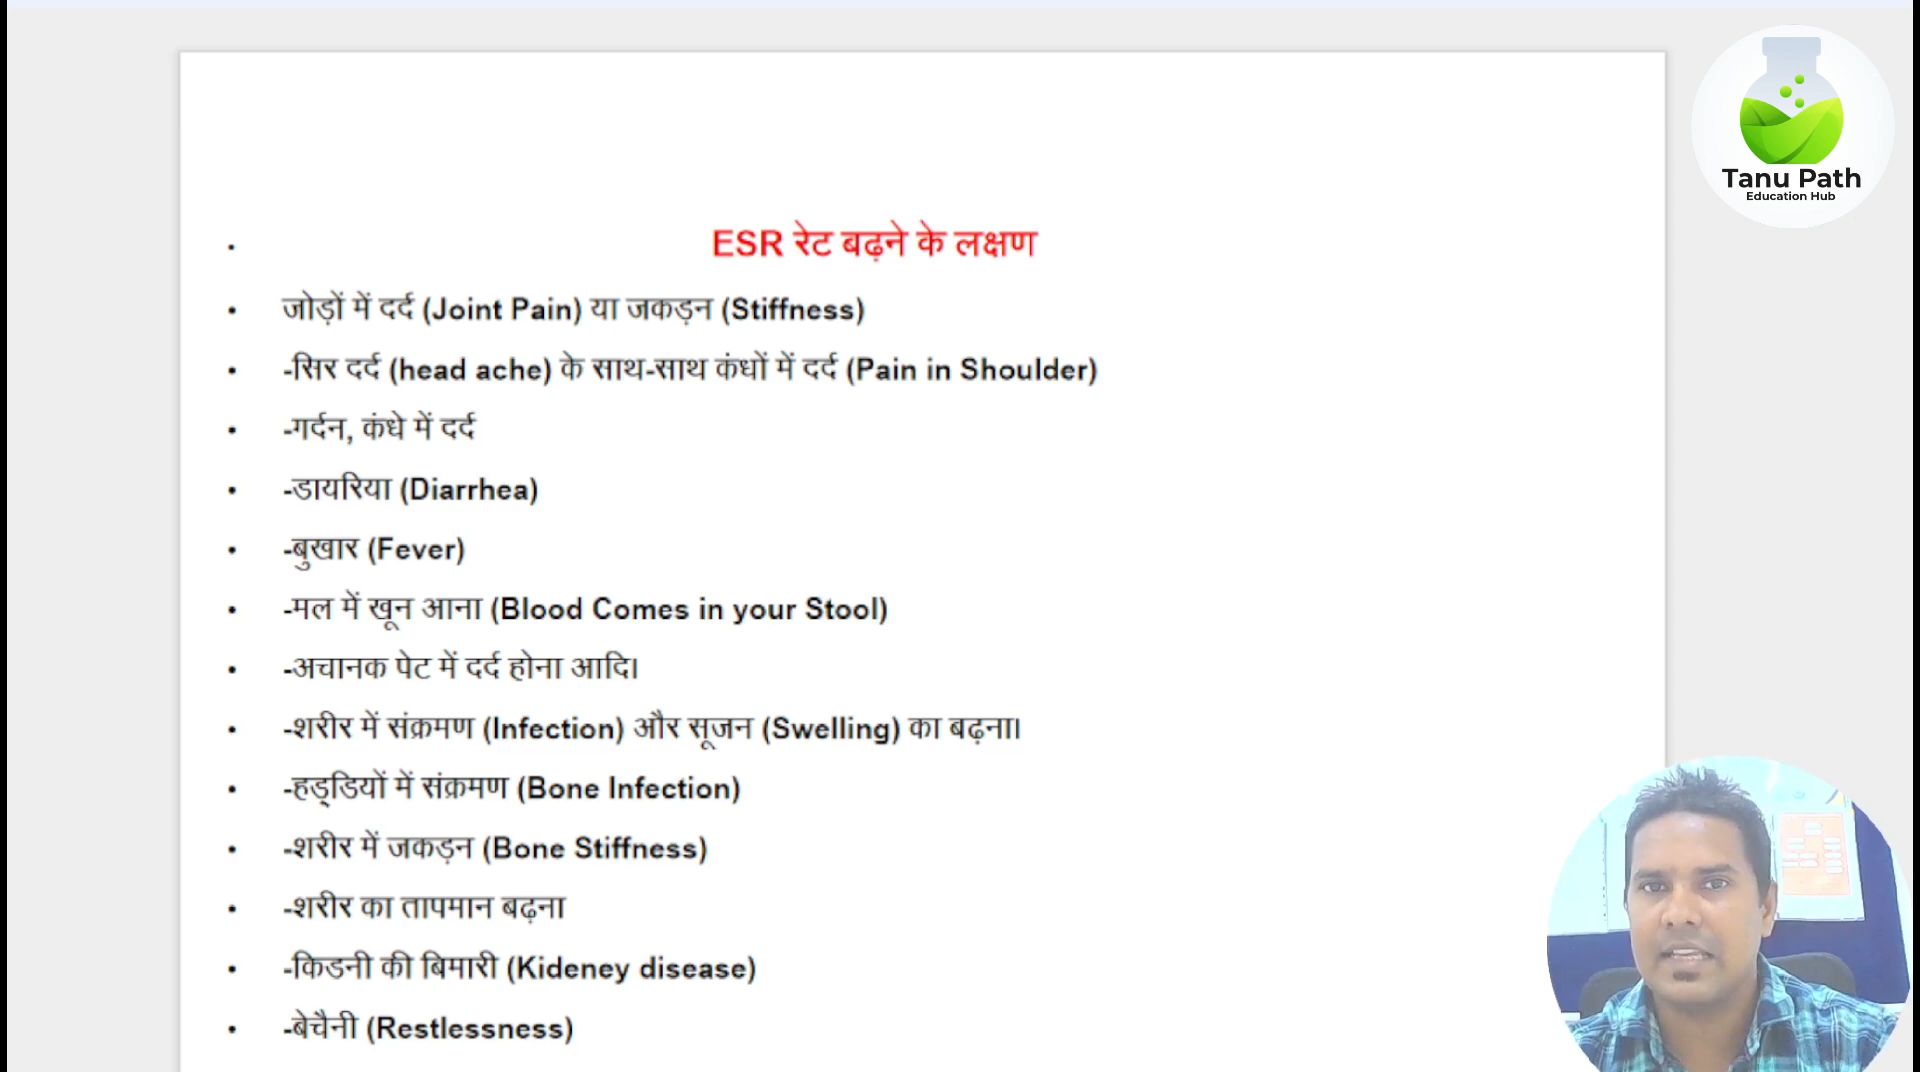 Tanu Path
Education Hub
• ESR रेट बढ़ने के लक्षण
• जोड़ों में दर्द (Joint Pain) या जकड़न (Stiffness)
• -सिर दर्द (head ache) के साथ-साथ कंधों में दर्द (Pain in Shoulder)
• -गर्दन, कंधे में दर्द
• -डायरिया (Diarrhea)
• -बुखार (Fever)
• -मल में खून आना (Blood Comes in your Stool)
• -अचानक पेट में दर्द होना आदि।
• -शरीर में संक्रमण (Infection) और सूजन (Swelling) का बढ़ना।
• -हड्डियों में संक्रमण (Bone Infection)
• -शरीर में जकड़न (Bone Stiffness)
• -शरीर का तापमान बढ़ना
• -किडनी की बिमारी (Kideney disease)
• -बेचैनी (Restlessness)